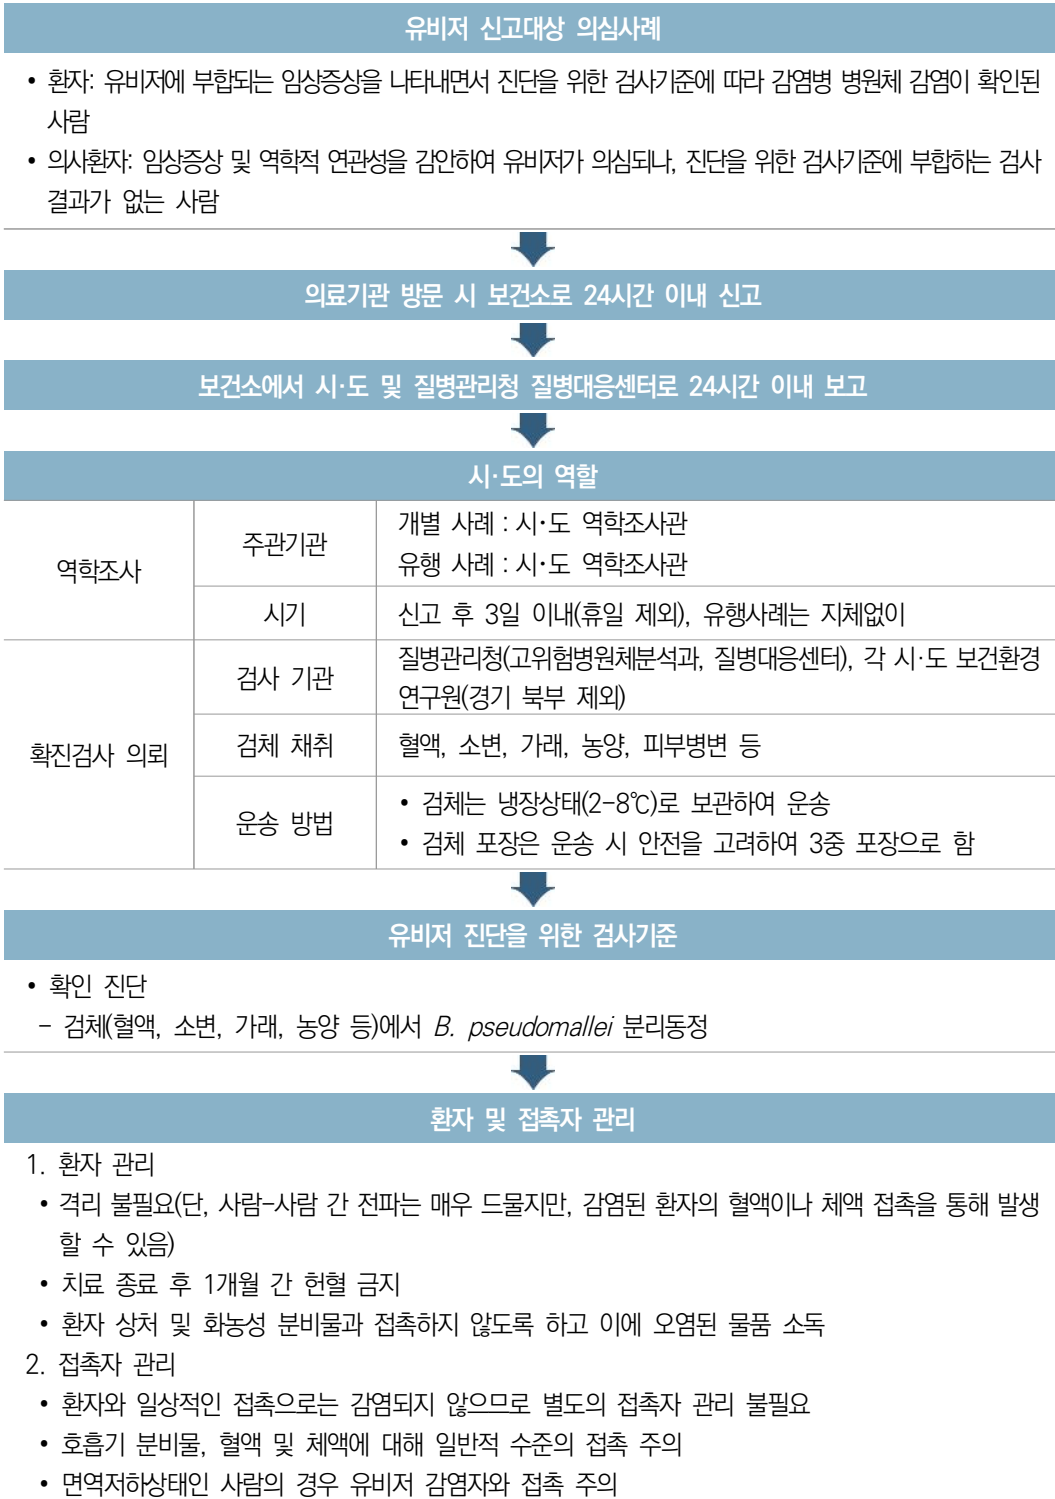 유비저 신고대상 의심사례
• 환자: 유비저에 부합되는 임상증상을 나타내면서 진단을 위한 검사기준에 따라 감염병 병원체 감염이 확인된
사람
• 의사환자: 임상증상 및 역학적 연관성을 감안하여 유비저가 의심되나, 진단을 위한 검사기준에 부합하는 검사
결과가 없는 사람
의료기관 방문 시 보건소로 24시간 이내 신고
보건소에서 시·도 및 질병관리청 질병대응센터로 24시간 이내 보고
시·도의 역할
역학조사
주관기관
개별 사례 : 시·도 역학조사관
유행 사례 : 시·도 역학조사관
시기
신고 후 3일 이내(휴일 제외), 유행사례는 지체없이
확진검사 의뢰
검사 기관
질병관리청(고위험병원체분석과, 질병대응센터), 각 시·도 보건환경
연구원(경기 북부 제외)
검체 채취
혈액, 소변, 가래, 농양, 피부병변 등
운송 방법
• 검체는 냉장상태(2-8℃)로 보관하여 운송
• 검체 포장은 운송 시 안전을 고려하여 3중 포장으로 함
유비저 진단을 위한 검사기준
• 확인 진단
- 검체(혈액, 소변, 가래, 농양 등)에서 B. pseudomallei 분리동정
환자 및 접촉자 관리
1. 환자 관리
• 격리 불필요(단, 사람-사람 간 전파는 매우 드물지만, 감염된 환자의 혈액이나 체액 접촉을 통해 발생
할 수 있음)
• 치료 종료 후 1개월 간 헌혈 금지
• 환자 상처 및 화농성 분비물과 접촉하지 않도록 하고 이에 오염된 물품 소독
2. 접촉자 관리
• 환자와 일상적인 접촉으로는 감염되지 않으므로 별도의 접촉자 관리 불필요
• 호흡기 분비물, 혈액 및 체액에 대해 일반적 수준의 접촉 주의
• 면역저하상태인 사람의 경우 유비저 감염자와 접촉 주의